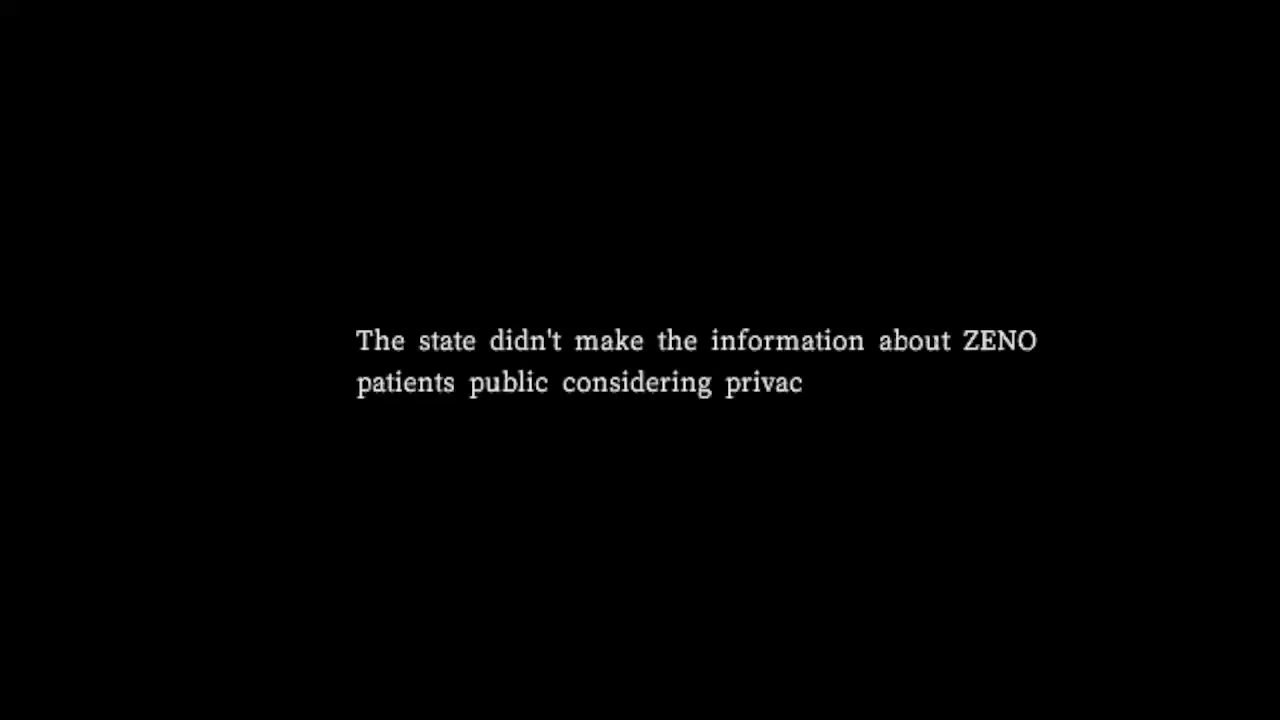 The state didn't make the information about ZENO
patients public considering privac